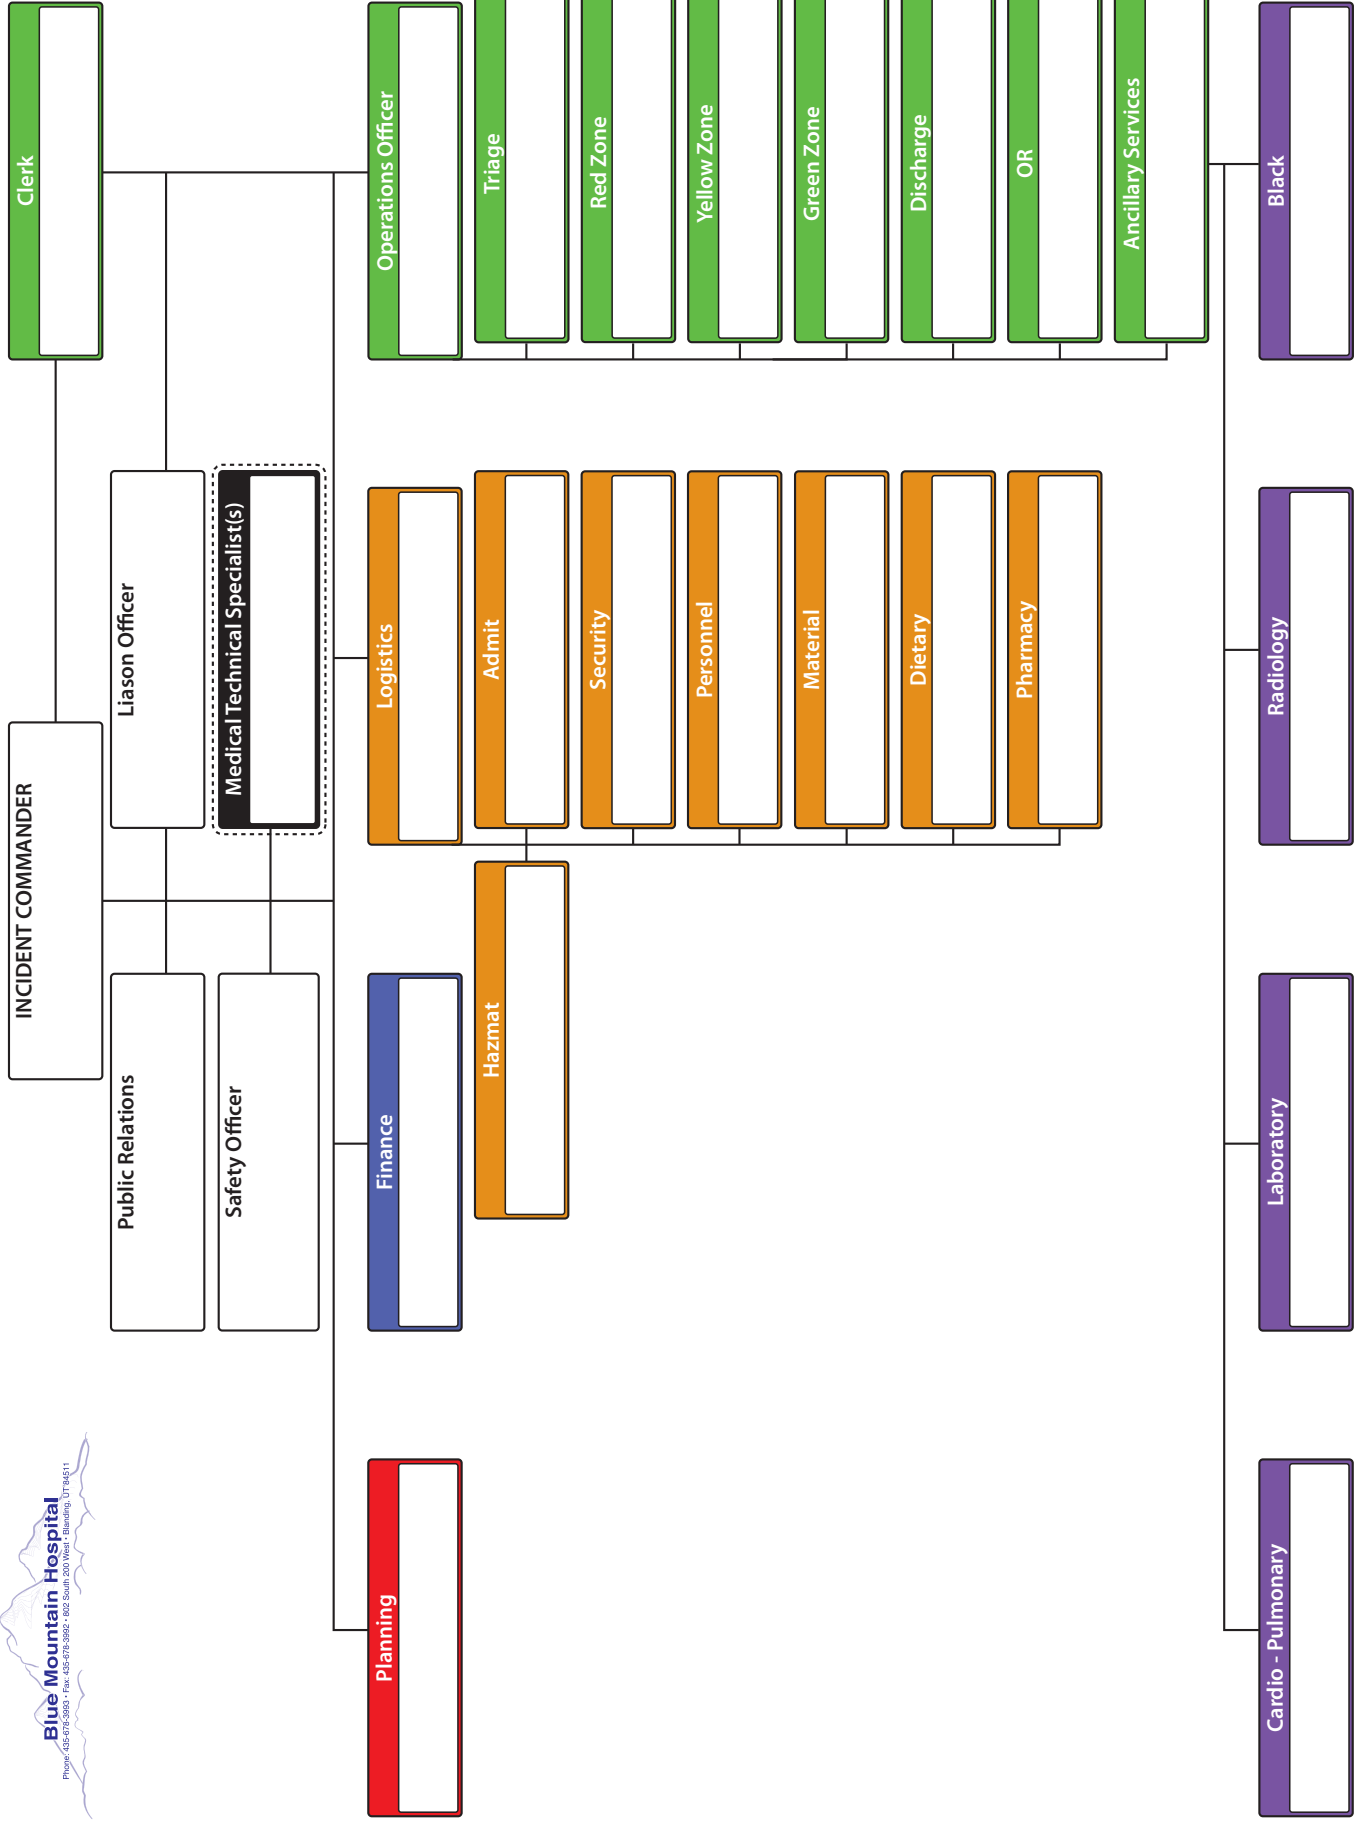 Blue Mountain Hospital
Phone: 435-678-3993 • Fax: 435-678-3992 • 802 South 200 West • Blanding, UT 84511
INCIDENT COMMANDER
Clerk
Public Relations
Liason Officer
Safety Officer
Medical Technical Specialist(s)
Planning
Finance
Logistics
Operations Officer
Hazmat
Admit
Triage
Security
Red Zone
Personnel
Yellow Zone
Material
Green Zone
Dietary
Discharge
Pharmacy
OR
Ancillary Services
Cardio - Pulmonary
Laboratory
Radiology
Black